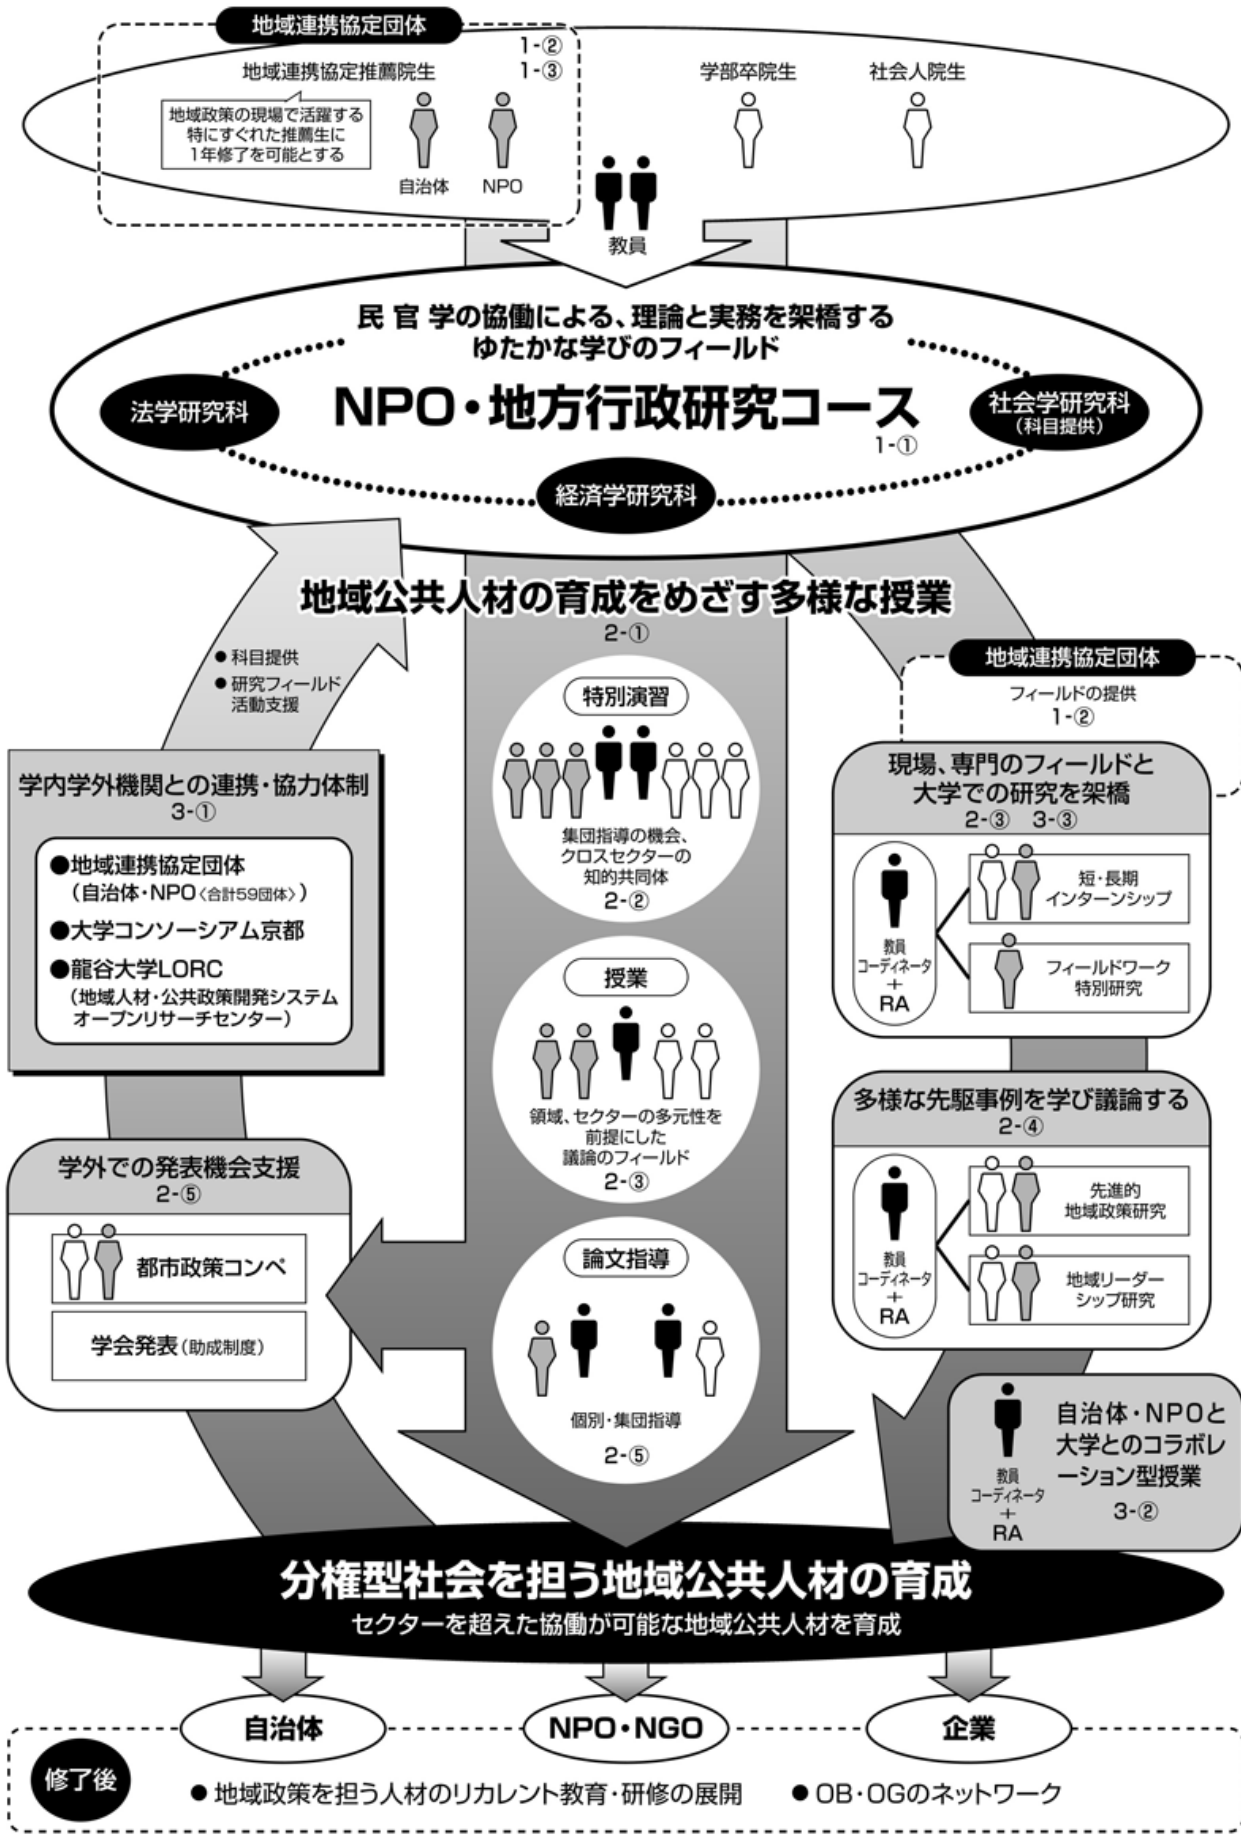 地域連携協定団体
1-②
1-③
地域連携協定推薦院生
学部卒院生
社会人院生
地域政策の現場で活躍する
特にすぐれた推薦生に
1年修了を可能とする
自治体
NPO
教員
民 官 学の協働による、理論と実務を架橋する
ゆたかな学びのフィールド
法学研究科
NPO・地方行政研究コース
1-①
社会学研究科
(科目提供)
経済学研究科
地域公共人材の育成をめざす多様な授業
2-①
●科目提供
●研究フィールド
活動支援
学内学外機関との連携・協力体制
3-①
●地域連携協定団体
(自治体・NPO〈合計59団体〉)
●大学コンソーシアム京都
●龍谷大学LORC
(地域人材・公共政策開発システム
オープンリサーチセンター)
学外での発表機会支援
2-⑤
都市政策コンペ
学会発表(助成制度)
特別演習
集団指導の機会、
クロスセクターの
知的共同体
2-②
授業
領域、セクターの多元性を
前提にした
議論のフィールド
2-③
論文指導
個別・集団指導
2-⑤
地域連携協定団体
フィールドの提供
1-②
現場、専門のフィールドと
大学での研究を架橋
2-③ 3-③
教員
コーディネータ
+
RA
短・長期
インターンシップ
フィールドワーク
特別研究
多様な先駆事例を学び議論する
2-④
教員
コーディネータ
+
RA
先進的
地域政策研究
地域リーダー
シップ研究
教員
コーディネータ
+
RA
自治体・NPOと
大学とのコラボレ
ーション型授業
3-②
分権型社会を担う地域公共人材の育成
セクターを超えた協働が可能な地域公共人材を育成
自治体
NPO・NGO
企業
修了後
●地域政策を担う人材のリカレント教育・研修の展開
●OB・OGのネットワーク